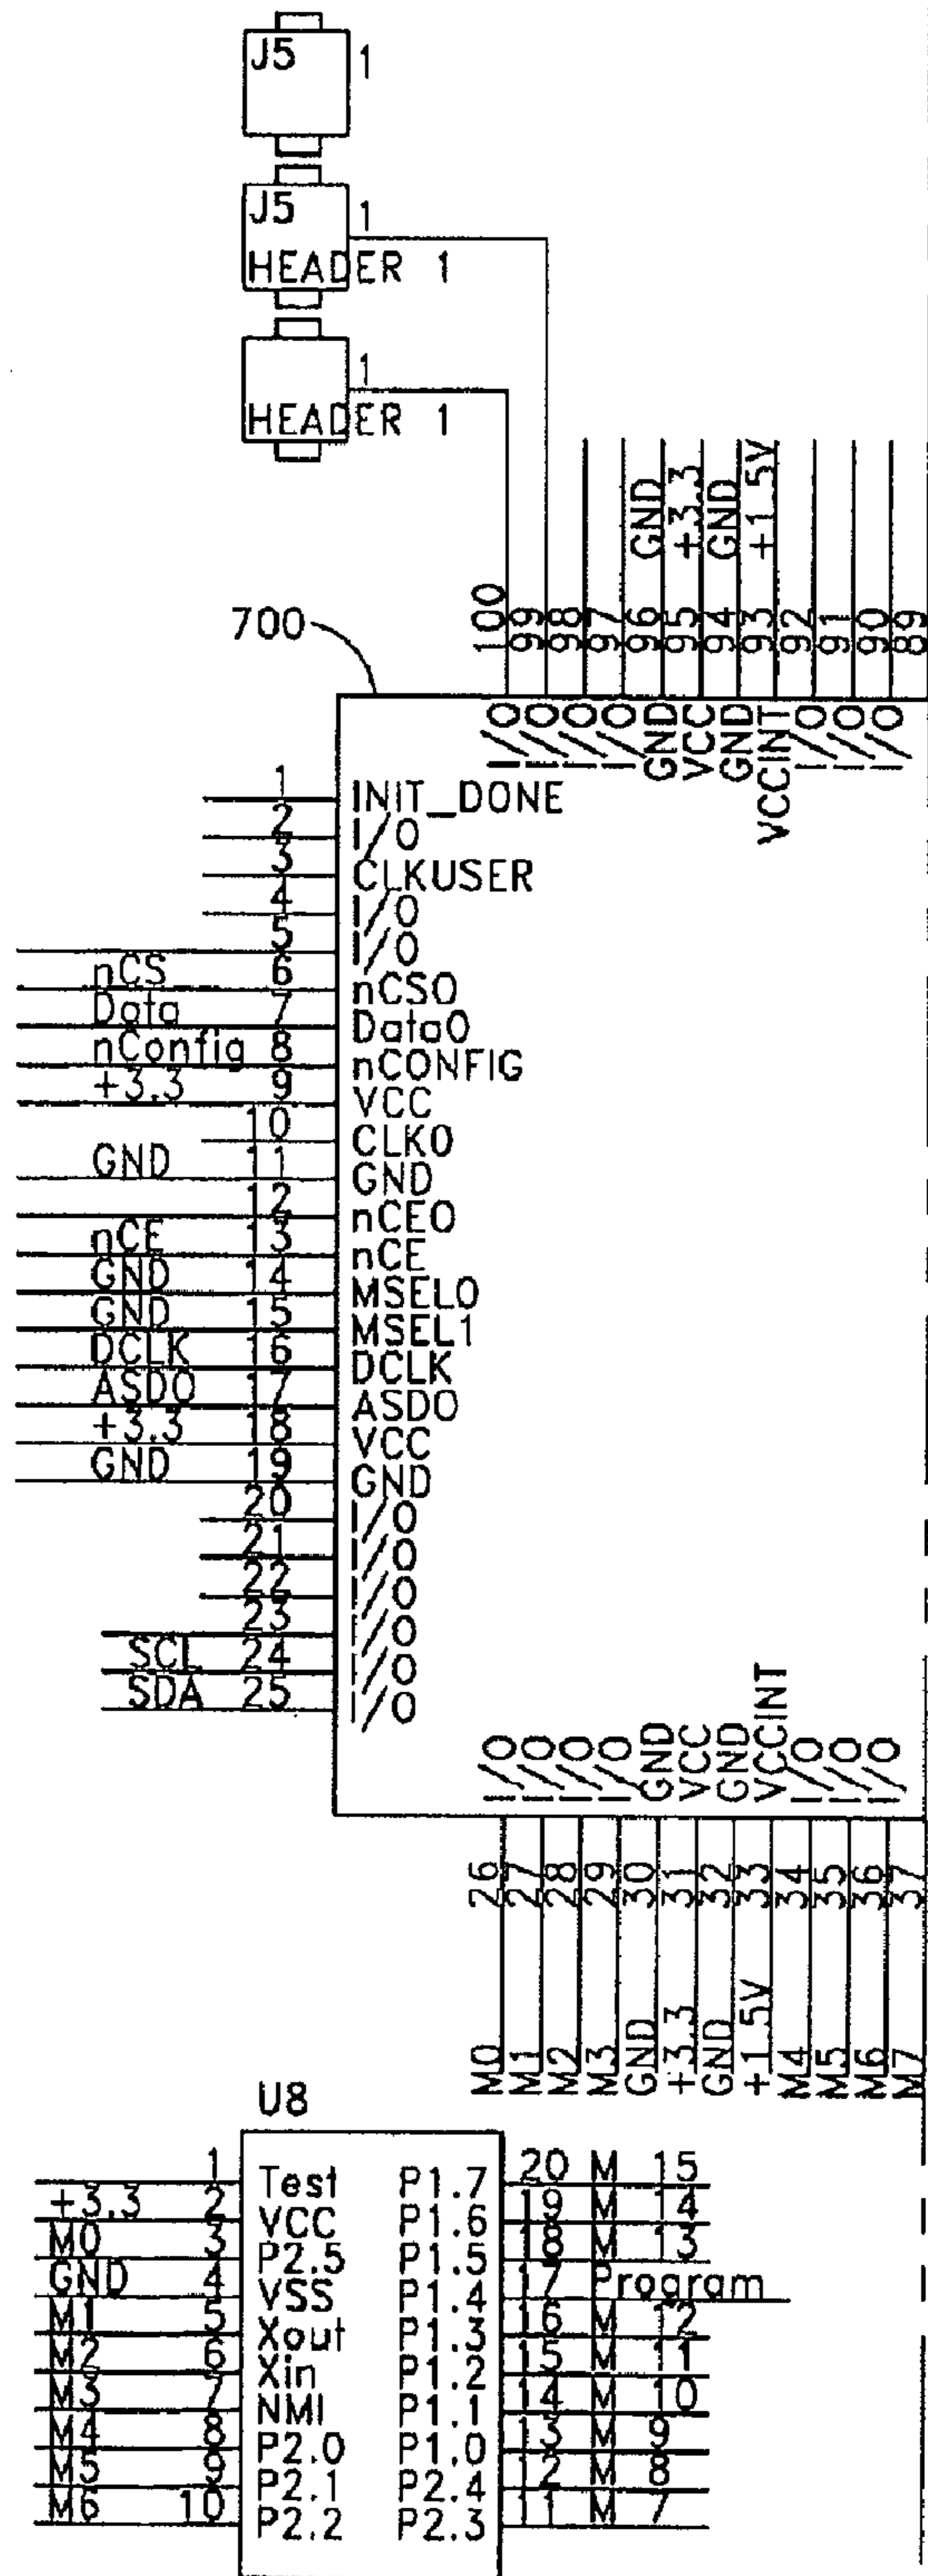 J5 1
J5 1
HEADER 1
1
HEADER 1
GND
+3.3
GND
+1.5V
700
100 99 98 97 96 95 94 93 92 91 90 89
I/O I/O I/O I/O GND VCC GND VCCINT I/O I/O I/O
1 INIT_DONE
2 I/O
3 CLKUSER
4 I/O
5 I/O
nCS 6 nCSO
Data 7 Data0
nConfig 8 nCONFIG
+3.3 9 VCC
10 CLK0
GND 11 GND
12 nCEO
nCE 13 nCE
GND 14 MSEL0
GND 15 MSEL1
DCLK 16 DCLK
ASDO 17 ASDO
+3.3 18 VCC
GND 19 GND
20 I/O
21 I/O
22 I/O
23 I/O
SCL 24 I/O
SDA 25 I/O
I/O I/O I/O I/O GND VCC GND VCCINT I/O I/O I/O
26 27 28 29 30 31 32 33 34 35 36 37
M0 M1 M2 M3 GND +3.3 GND +1.5V M4 M5 M6 M7
U8
1 Test P1.7 20 M 15
+3.3 2 VCC P1.6 19 M 14
M0 3 P2.5 P1.5 18 M 13
GND 4 VSS P1.4 17 Program
M1 5 Xout P1.3 16 M 12
M2 6 Xin P1.2 15 M 11
M3 7 NMI P1.1 14 M 10
M4 8 P2.0 P1.0 13 M 9
M5 9 P2.1 P2.4 12 M 8
M6 10 P2.2 P2.3 11 M 7